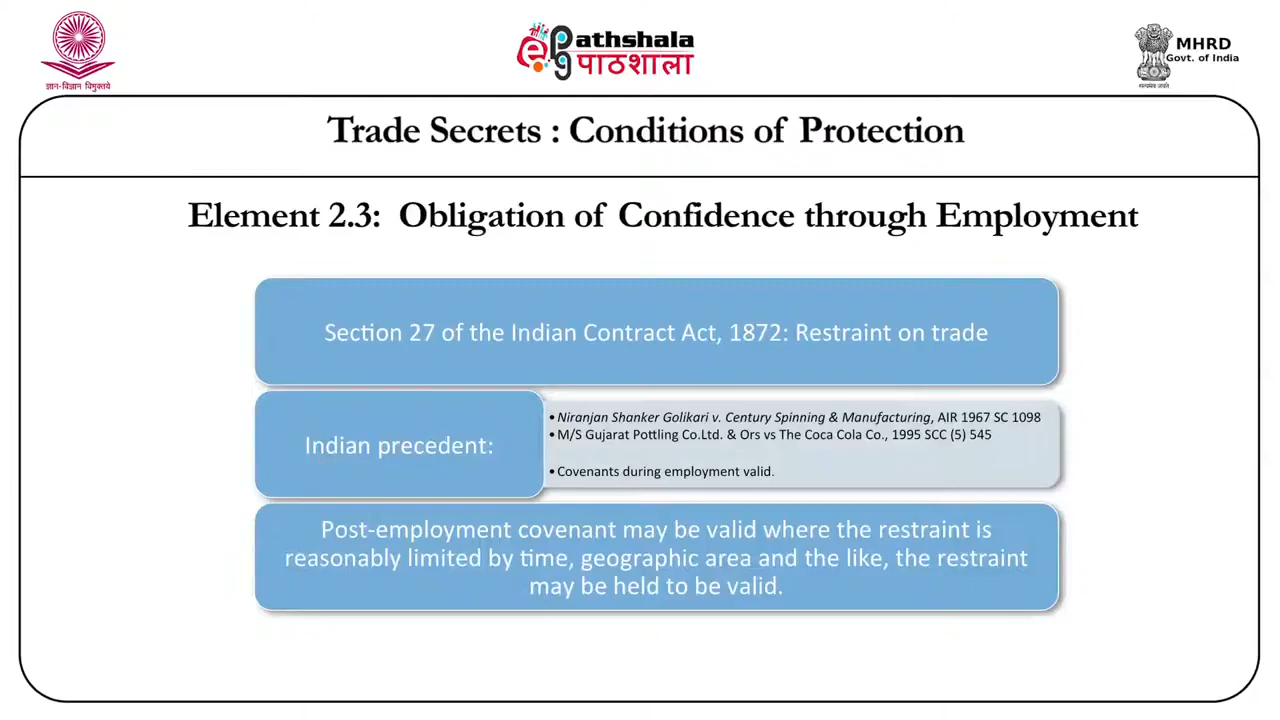 ज्ञान-विज्ञान विमुक्तये
epg Pathshala
पाठशाला
MHRD
Govt. of India
सत्यमेव जयते
Trade Secrets : Conditions of Protection
Element 2.3: Obligation of Confidence through Employment
Section 27 of the Indian Contract Act, 1872: Restraint on trade
Indian precedent:
• Niranjan Shanker Golikari v. Century Spinning & Manufacturing, AIR 1967 SC 1098
• M/S Gujarat Pottling Co.Ltd. & Ors vs The Coca Cola Co., 1995 SCC (5) 545
• Covenants during employment valid.
Post-employment covenant may be valid where the restraint is
reasonably limited by time, geographic area and the like, the restraint
may be held to be valid.